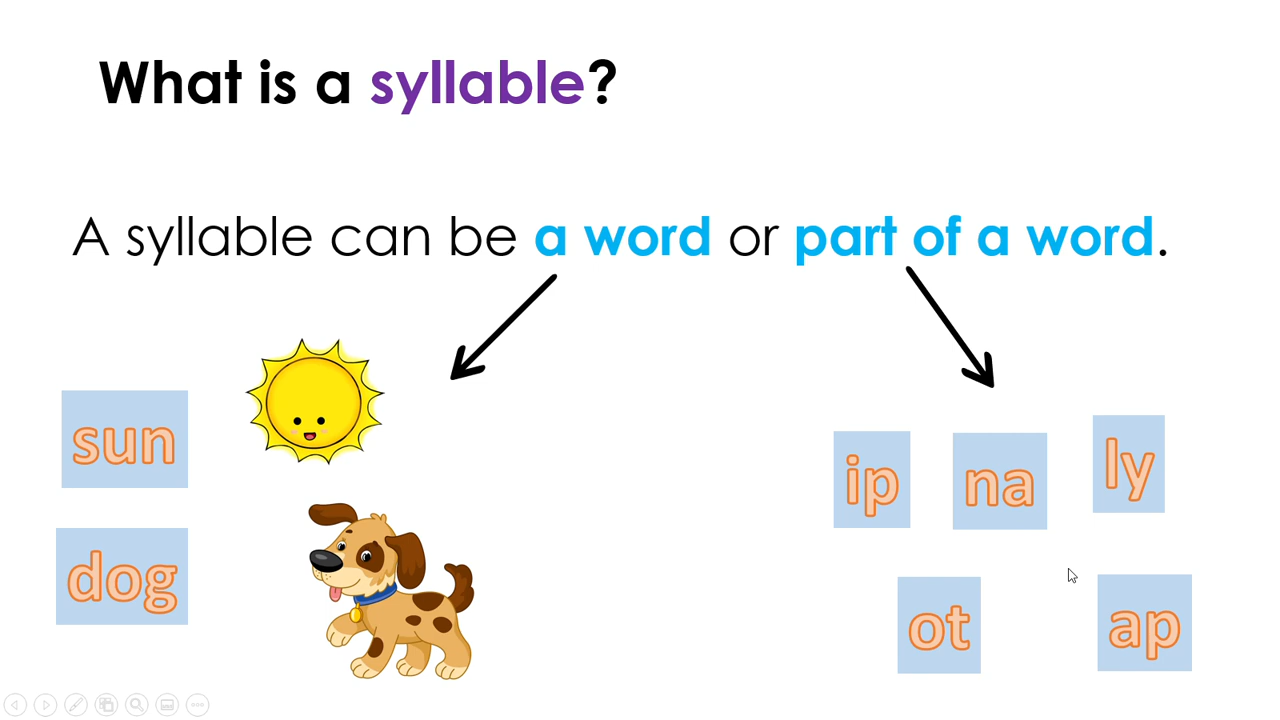 What is a syllable?
A syllable can be a word or part of a word.
sun
dog
ip
na
ly
ot
ap